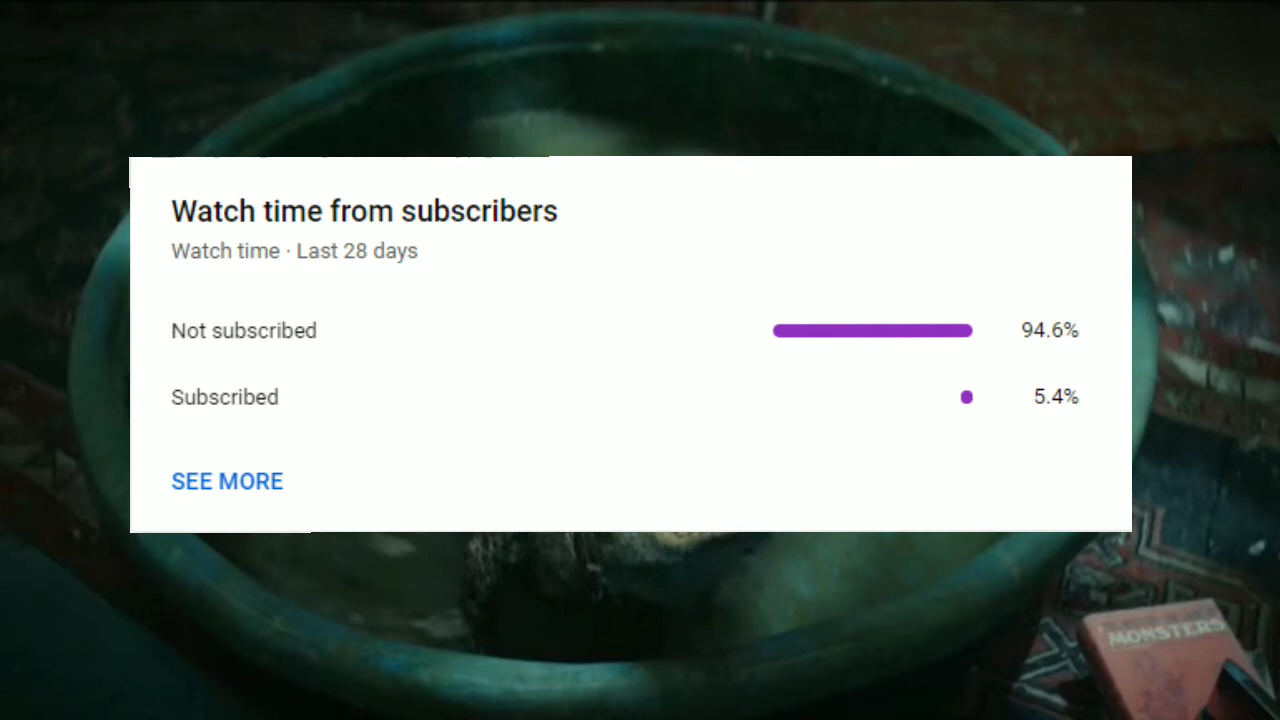 Watch time from subscribers
Watch time · Last 28 days
Not subscribed 94.6%
Subscribed 5.4%
SEE MORE
MONSTERS